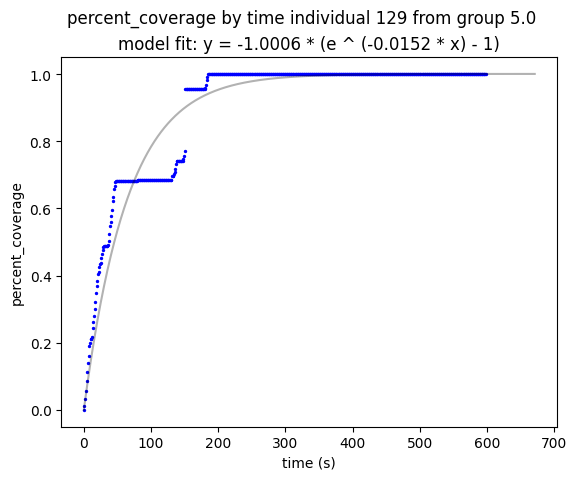 percent_coverage by time individual 129 from group 5.0
model fit: y = -1.0006 * (e ^ (-0.0152 * x) - 1)
1.0
0.8
0.6
0.4
0.2
0.0
percent_coverage
0 100 200 300 400 500 600 700
time (s)